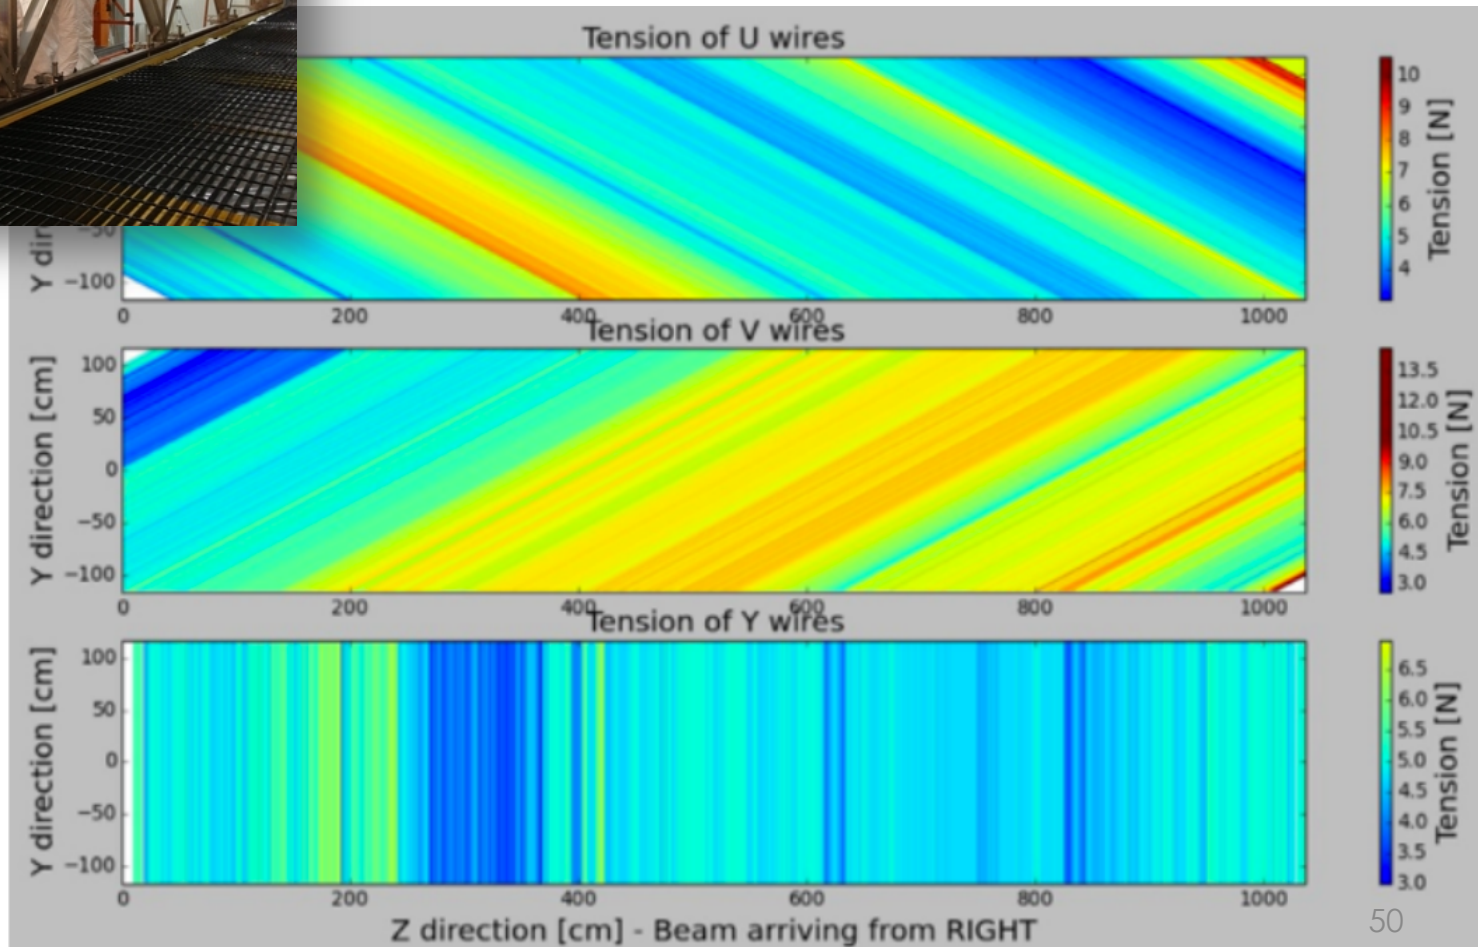 Tension of U wires
10
9
8
7
6
5
4
Tension [N]
−50
−100
Y dir
0 200 400 600 800 1000
Tension of V wires
100
50
0
−50
−100
Y direction [cm]
13.5
12.0
10.5
9.0
7.5
6.0
4.5
3.0
Tension [N]
0 200 400 600 800 1000
Tension of Y wires
100
50
0
−50
−100
Y direction [cm]
6.5
6.0
5.5
5.0
4.5
4.0
3.5
3.0
Tension [N]
0 200 400 600 800 1000
Z direction [cm] - Beam arriving from RIGHT
50